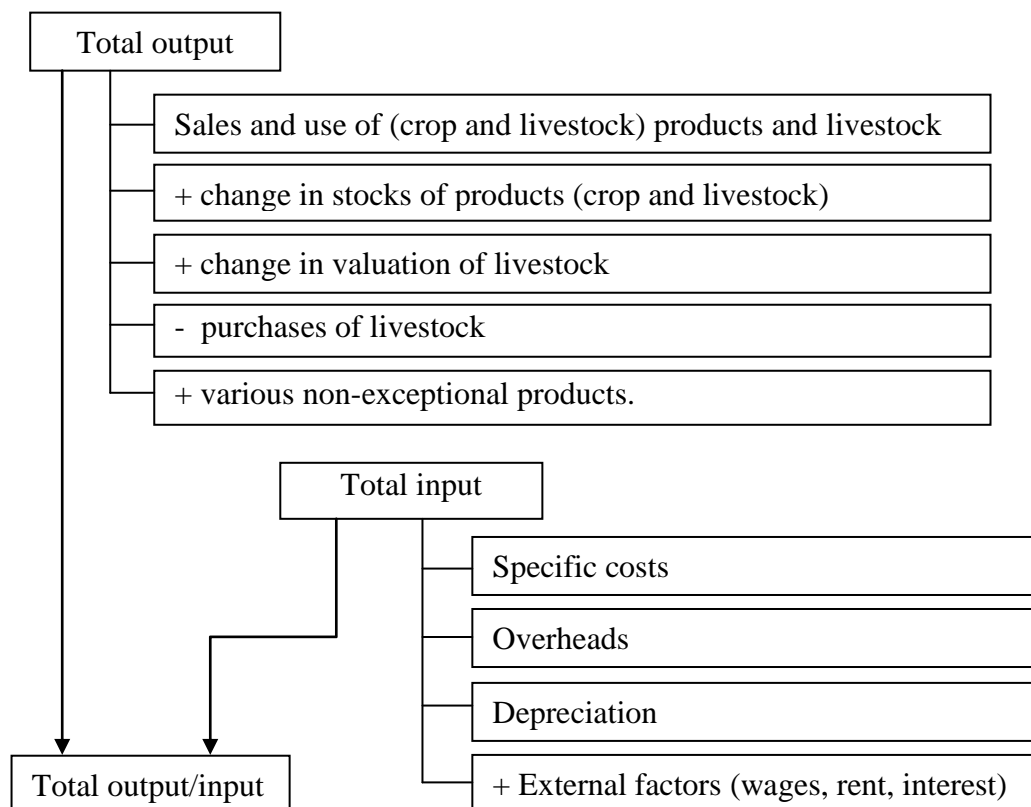 Total output
Sales and use of (crop and livestock) products and livestock
+ change in stocks of products (crop and livestock)
+ change in valuation of livestock
- purchases of livestock
+ various non-exceptional products.
Total input
Specific costs
Overheads
Depreciation
+ External factors (wages, rent, interest)
Total output/input